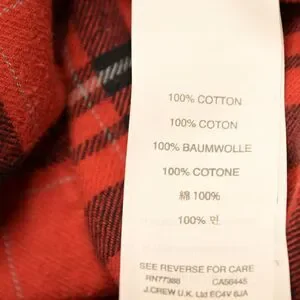 100% COTTON
100% COTON
100% BAUMWOLLE
100% COTONE
綿 100%
100% 면
SEE REVERSE FOR CARE
RN77388 CA56445
J.CREW U.K. Ltd EC4V 6JA